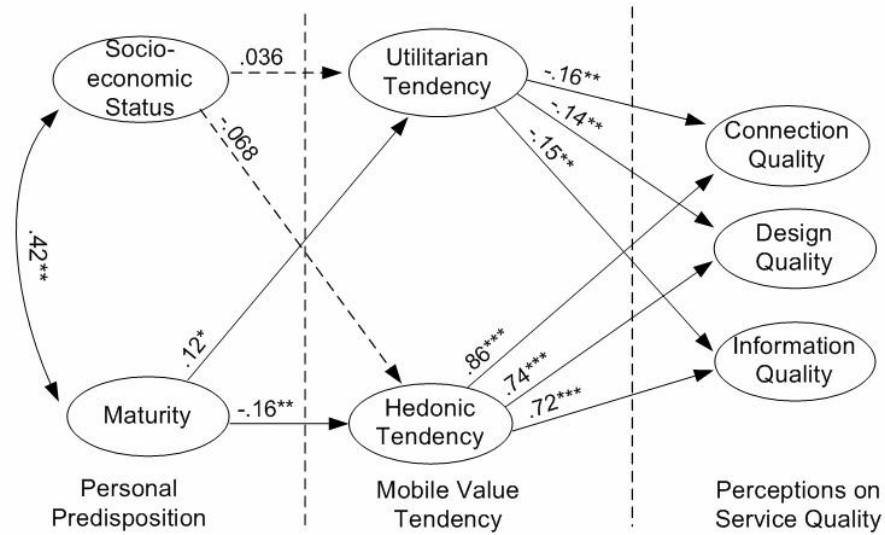 Socio-
economic
Status
.036
-.068
.42**
Maturity
.12*
-.16**
Utilitarian
Tendency
-.16**
-.14**
-.15**
Hedonic
Tendency
.86***
.74***
.72***
Connection
Quality
Design
Quality
Information
Quality
Personal
Predisposition
Mobile Value
Tendency
Perceptions on
Service Quality